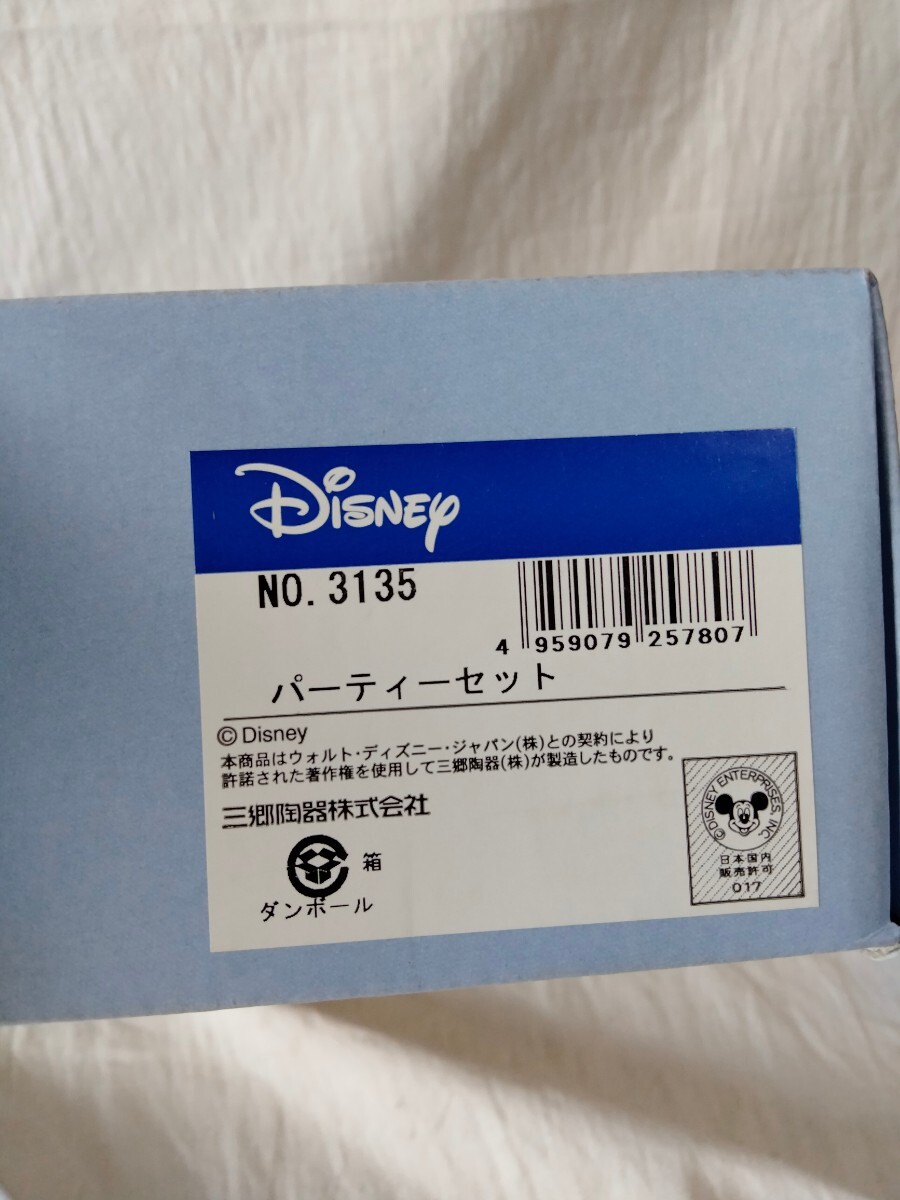 Disney
NO. 3135
4 959079 257807
パーティーセット
©Disney
本商品はウォルト・ディズニー・ジャパン(株)との契約により
許諾された著作権を使用して三郷陶器(株)が製造したものです。
三郷陶器株式会社
箱
ダンボール
©DISNEY ENTERPRISES, INC.
日本国内
販売許可
017